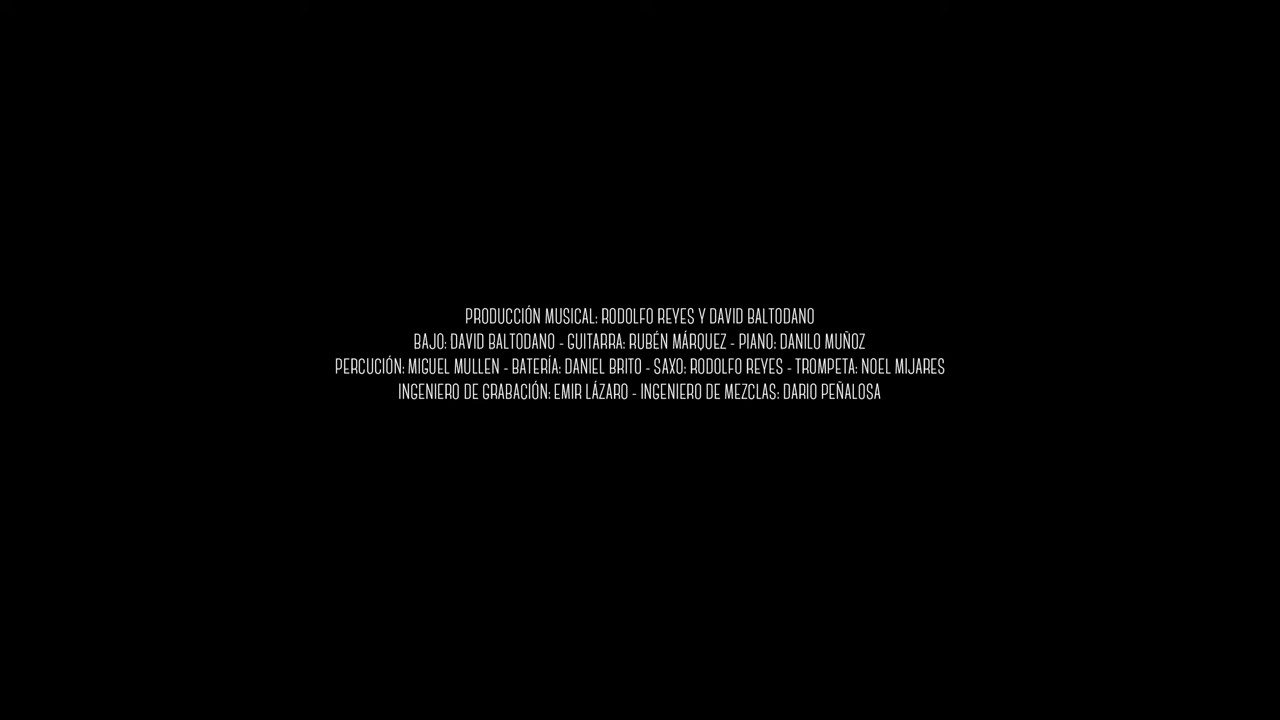 PRODUCCIÓN MUSICAL: RODOLFO REYES Y DAVID BALTODANO
BAJO: DAVID BALTODANO - GUITARRA: RUBÉN MÁRQUEZ - PIANO: DANILO MUÑOZ
PERCUCIÓN: MIGUEL MULLEN - BATERÍA: DANIEL BRITO - SAXO: RODOLFO REYES - TROMPETA: NOEL MIJARES
INGENIERO DE GRABACIÓN: EMIR LÁZARO - INGENIERO DE MEZCLAS: DARIO PEÑALOSA